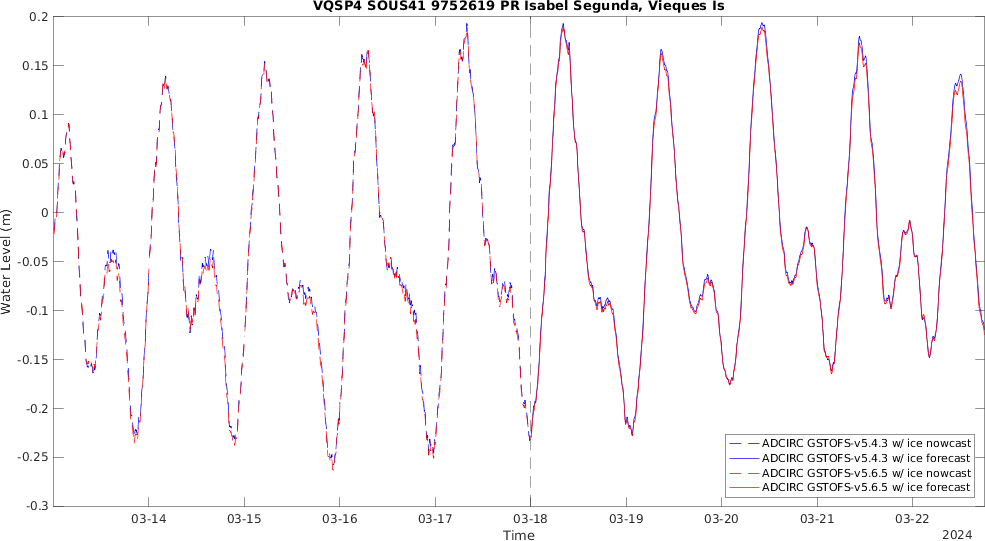 VQSP4 SOUS41 9752619 PR Isabel Segunda, Vieques Is
0.2
0.15
0.1
0.05
0
-0.05
-0.1
-0.15
-0.2
-0.25
-0.3
Water Level (m)
03-14 03-15 03-16 03-17 03-18 03-19 03-20 03-21 03-22
Time
2024
ADCIRC GSTOFS-v5.4.3 w/ ice nowcast
ADCIRC GSTOFS-v5.4.3 w/ ice forecast
ADCIRC GSTOFS-v5.6.5 w/ ice nowcast
ADCIRC GSTOFS-v5.6.5 w/ ice forecast